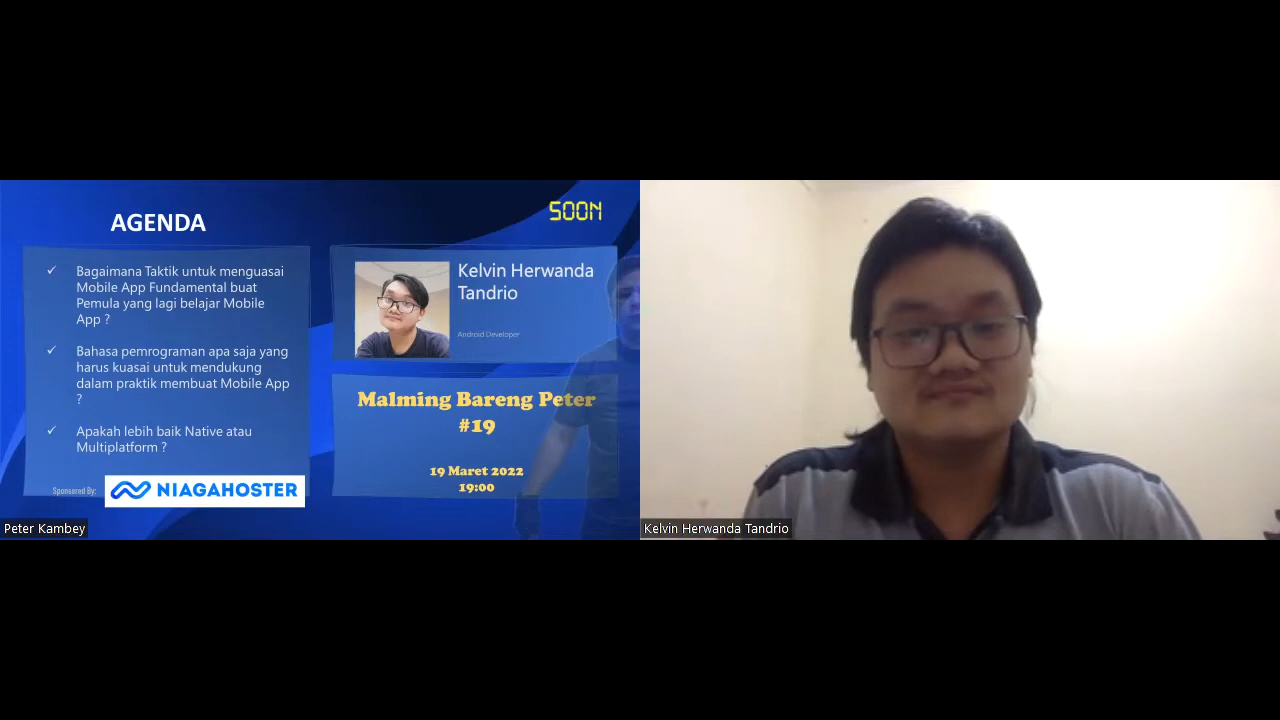 AGENDA
✓ Bagaimana Taktik untuk menguasai
Mobile App Fundamental buat
Pemula yang lagi belajar Mobile
App ?
✓ Bahasa pemrograman apa saja yang
harus kuasai untuk mendukung
dalam praktik membuat Mobile App
?
✓ Apakah lebih baik Native atau
Multiplatform ?
Sponsored By:
NIAGAHOSTER
SOON
Kelvin Herwanda
Tandrio
Android Developer
Malming Bareng Peter
#19
19 Maret 2022
19:00
Peter Kambey
Kelvin Herwanda Tandrio